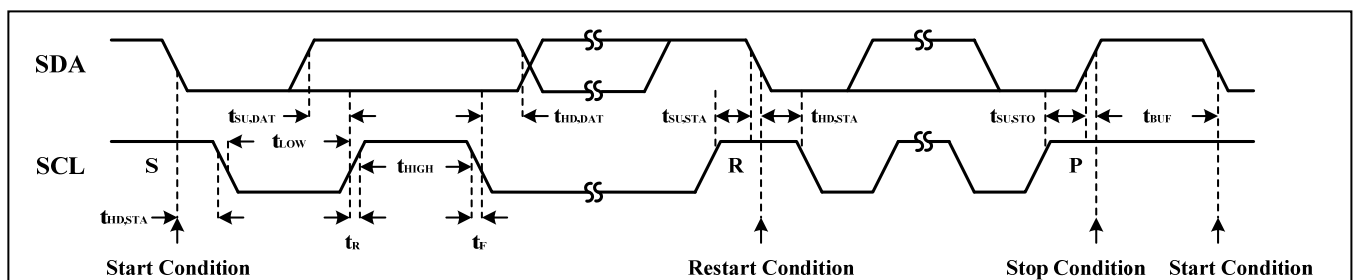 SDA
tSU,DAT tHD,DAT tSU,STA tHD,STA tSU,STO tBUF
tLOW
SCL S tHIGH R P
tHD,STA
tR tF
Start Condition Restart Condition Stop Condition Start Condition